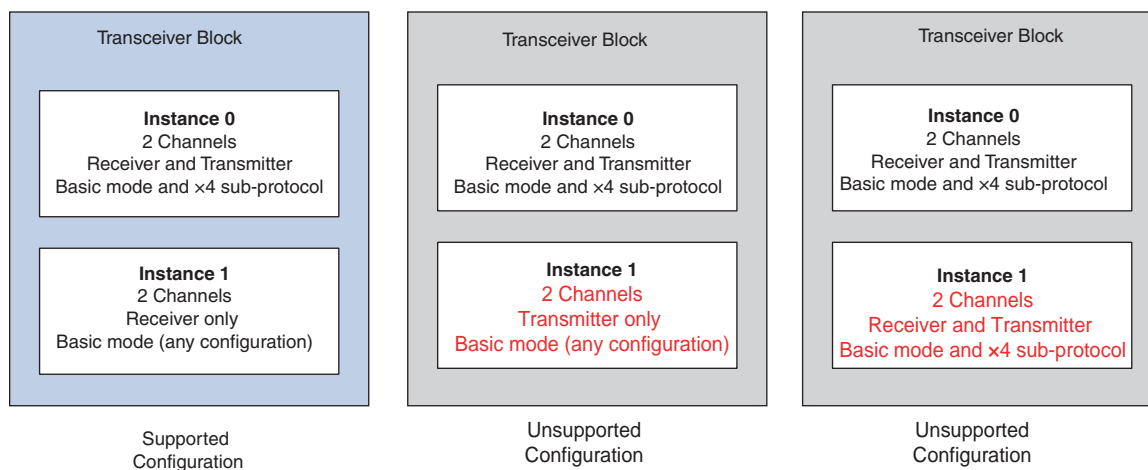 Transceiver Block
Instance 0
2 Channels
Receiver and Transmitter
Basic mode and ×4 sub-protocol
Instance 1
2 Channels
Receiver only
Basic mode (any configuration)
Supported
Configuration
Transceiver Block
Instance 0
2 Channels
Receiver and Transmitter
Basic mode and ×4 sub-protocol
Instance 1
2 Channels
Transmitter only
Basic mode (any configuration)
Unsupported
Configuration
Transceiver Block
Instance 0
2 Channels
Receiver and Transmitter
Basic mode and ×4 sub-protocol
Instance 1
2 Channels
Receiver and Transmitter
Basic mode and ×4 sub-protocol
Unsupported
Configuration